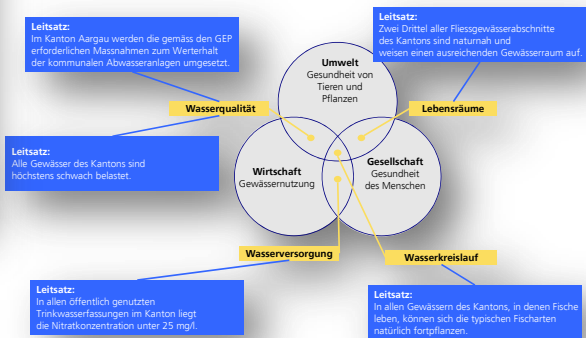 Leitsatz:
Im Kanton Aargau werden die gemäss den GEP
erforderlichen Massnahmen zum Werterhalt
der kommunalen Abwasseranlagen umgesetzt.
Leitsatz:
Zwei Drittel aller Fliessgewässerabschnitte
des Kantons sind naturnah und
weisen einen ausreichenden Gewässerraum auf.
Umwelt
Gesundheit von
Tieren und
Pflanzen
Wasserqualität
Lebensräume
Leitsatz:
Alle Gewässer des Kantons sind
höchstens schwach belastet.
Wirtschaft
Gewässernutzung
Gesellschaft
Gesundheit
des Menschen
Wasserversorgung
Wasserkreislauf
Leitsatz:
In allen öffentlich genutzten
Trinkwasserfassungen im Kanton liegt
die Nitratkonzentration unter 25 mg/l.
Leitsatz:
In allen Gewässern des Kantons, in denen Fische
leben, können sich die typischen Fischarten
natürlich fortpflanzen.